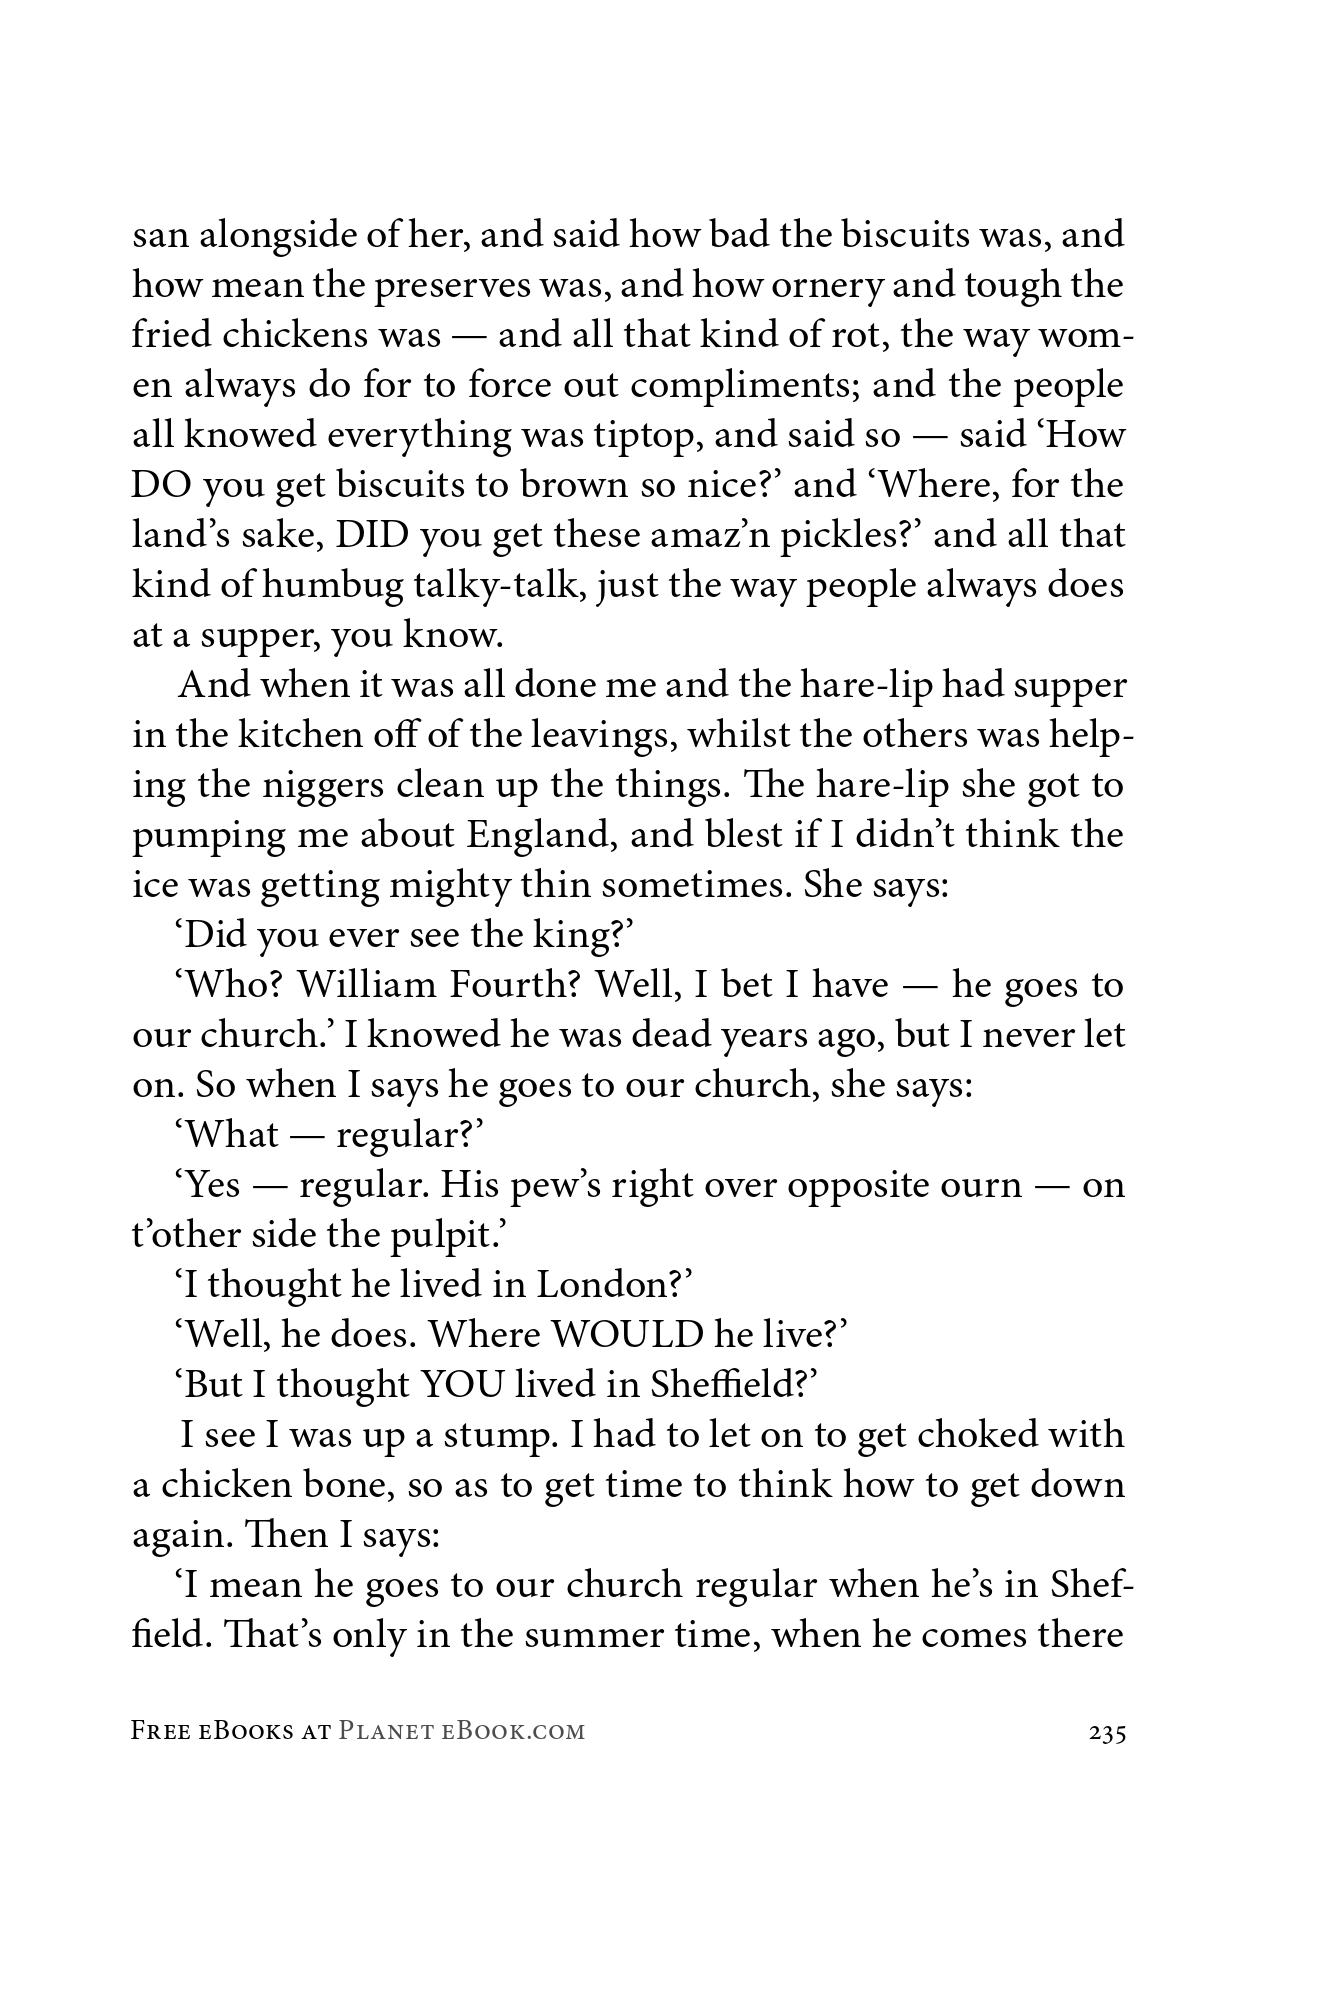 san alongside of her, and said how bad the biscuits was, and
how mean the preserves was, and how ornery and tough the
fried chickens was — and all that kind of rot, the way wom-
en always do for to force out compliments; and the people
all knowed everything was tiptop, and said so — said ‘How
DO you get biscuits to brown so nice?’ and ‘Where, for the
land’s sake, DID you get these amaz’n pickles?’ and all that
kind of humbug talky-talk, just the way people always does
at a supper, you know.
And when it was all done me and the hare-lip had supper
in the kitchen off of the leavings, whilst the others was help-
ing the niggers clean up the things. The hare-lip she got to
pumping me about England, and blest if I didn’t think the
ice was getting mighty thin sometimes. She says:
‘Did you ever see the king?’
‘Who? William Fourth? Well, I bet I have — he goes to
our church.’ I knowed he was dead years ago, but I never let
on. So when I says he goes to our church, she says:
‘What — regular?’
‘Yes — regular. His pew’s right over opposite ourn — on
t’other side the pulpit.’
‘I thought he lived in London?’
‘Well, he does. Where WOULD he live?’
‘But I thought YOU lived in Sheffield?’
I see I was up a stump. I had to let on to get choked with
a chicken bone, so as to get time to think how to get down
again. Then I says:
‘I mean he goes to our church regular when he’s in Shef-
field. That’s only in the summer time, when he comes there
Free eBooks at Planet eBook.com 235